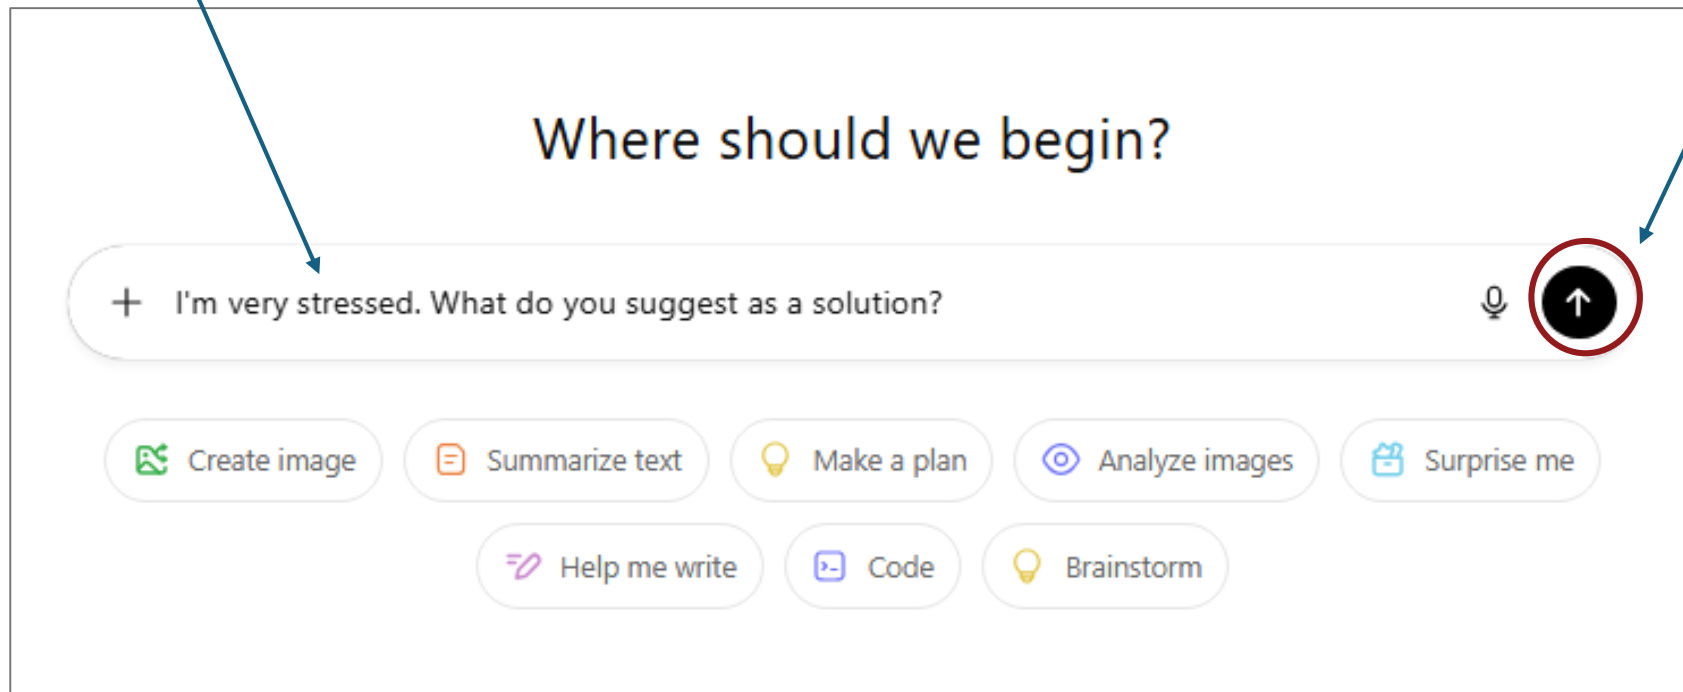 Where should we begin?
I'm very stressed. What do you suggest as a solution?
Create image Summarize text Make a plan Analyze images Surprise me
Help me write Code Brainstorm